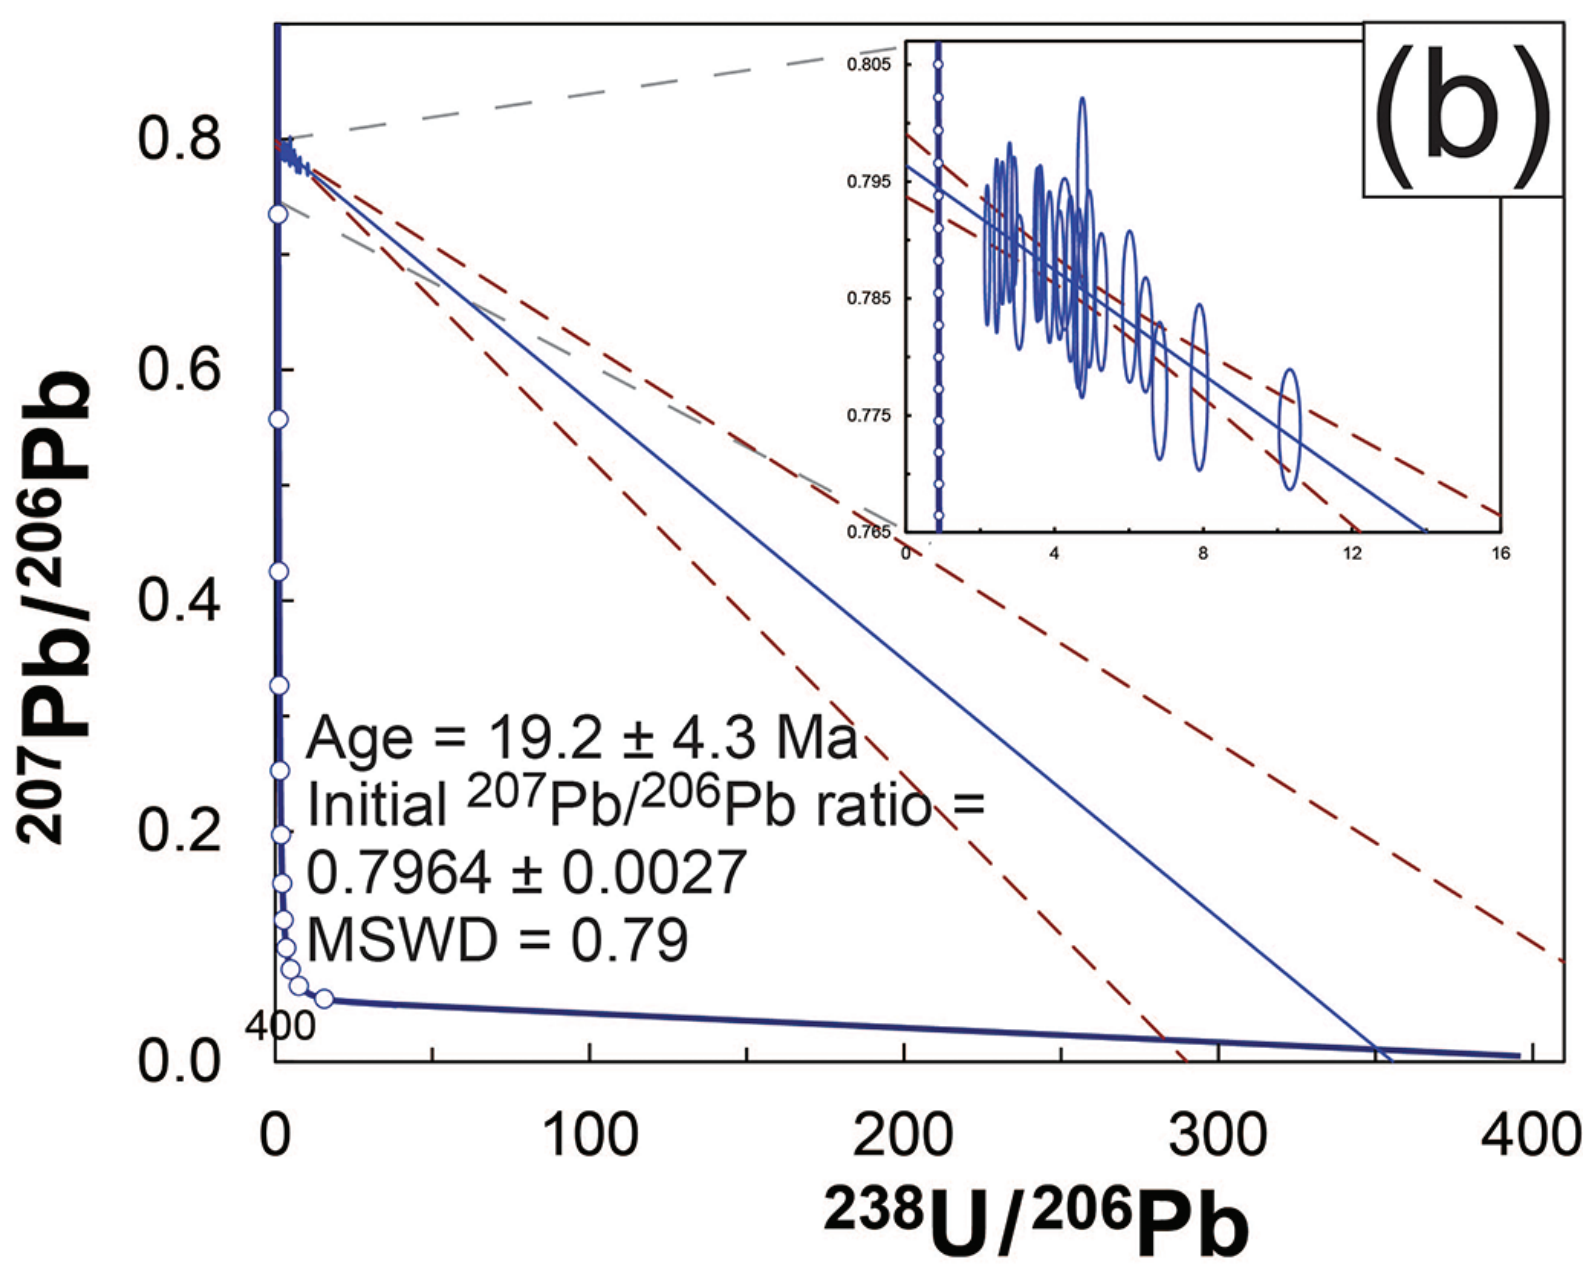 (b)
0.805
0.795
0.785
0.775
0.765
0 4 8 12 16
0.8
0.6
0.4
0.2
0.0
²⁰⁷Pb/²⁰⁶Pb
Age = 19.2 ± 4.3 Ma
Initial ²⁰⁷Pb/²⁰⁶Pb ratio =
0.7964 ± 0.0027
MSWD = 0.79
400
0 100 200 300 400
²³⁸U/²⁰⁶Pb